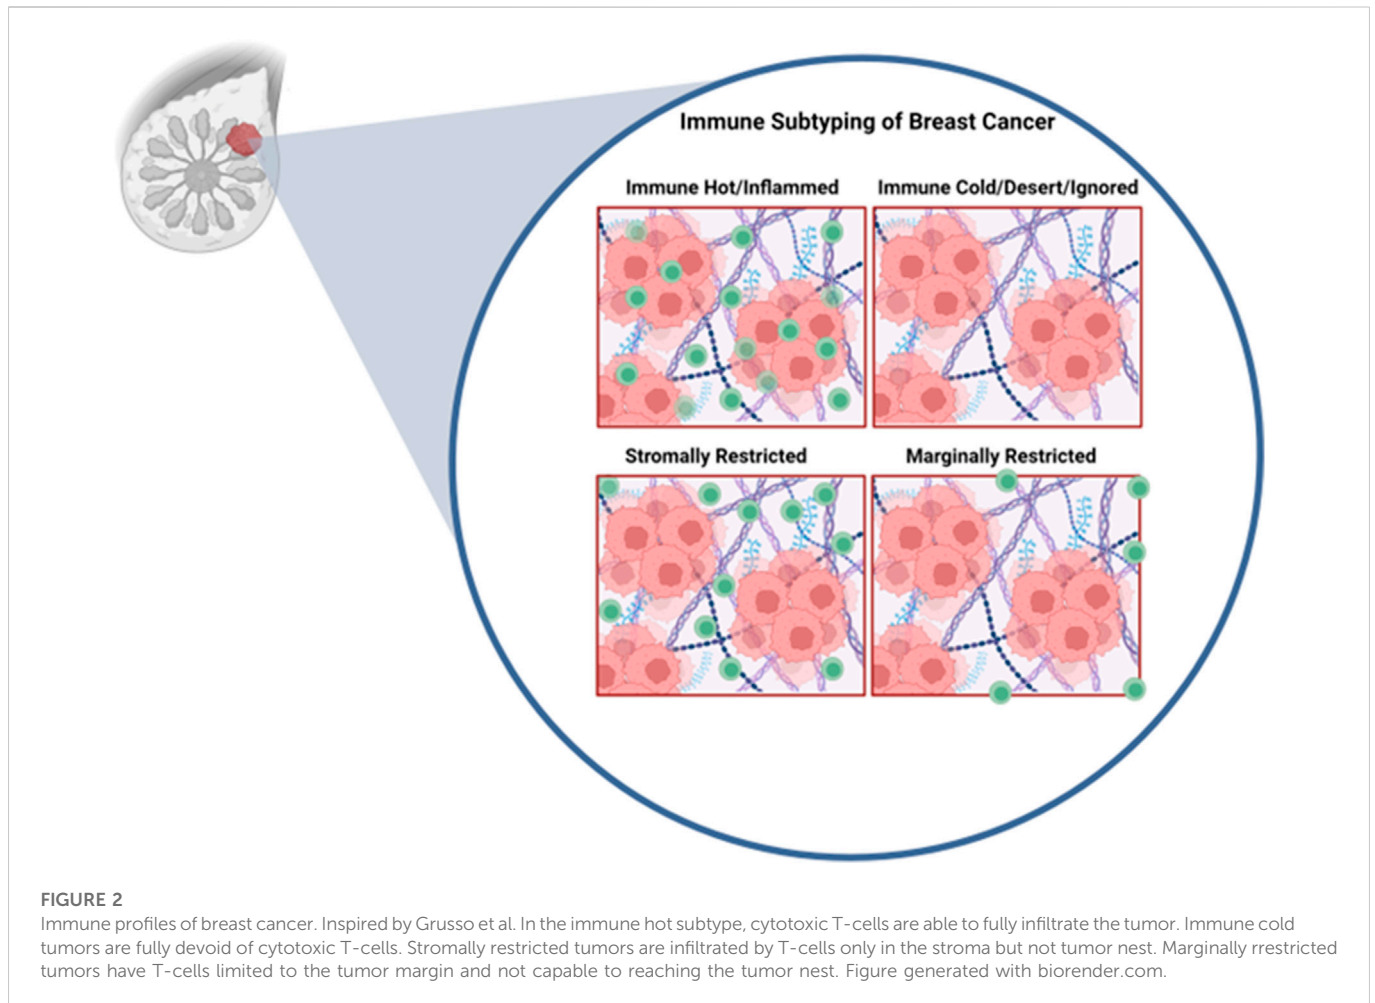 Immune Subtyping of Breast Cancer
Immune Hot/Inflammed
Immune Cold/Desert/Ignored
Stromally Restricted
Marginally Restricted
FIGURE 2
Immune profiles of breast cancer. Inspired by Grusso et al. In the immune hot subtype, cytotoxic T-cells are able to fully infiltrate the tumor. Immune cold
tumors are fully devoid of cytotoxic T-cells. Stromally restricted tumors are infiltrated by T-cells only in the stroma but not tumor nest. Marginally rrestricted
tumors have T-cells limited to the tumor margin and not capable to reaching the tumor nest. Figure generated with biorender.com.